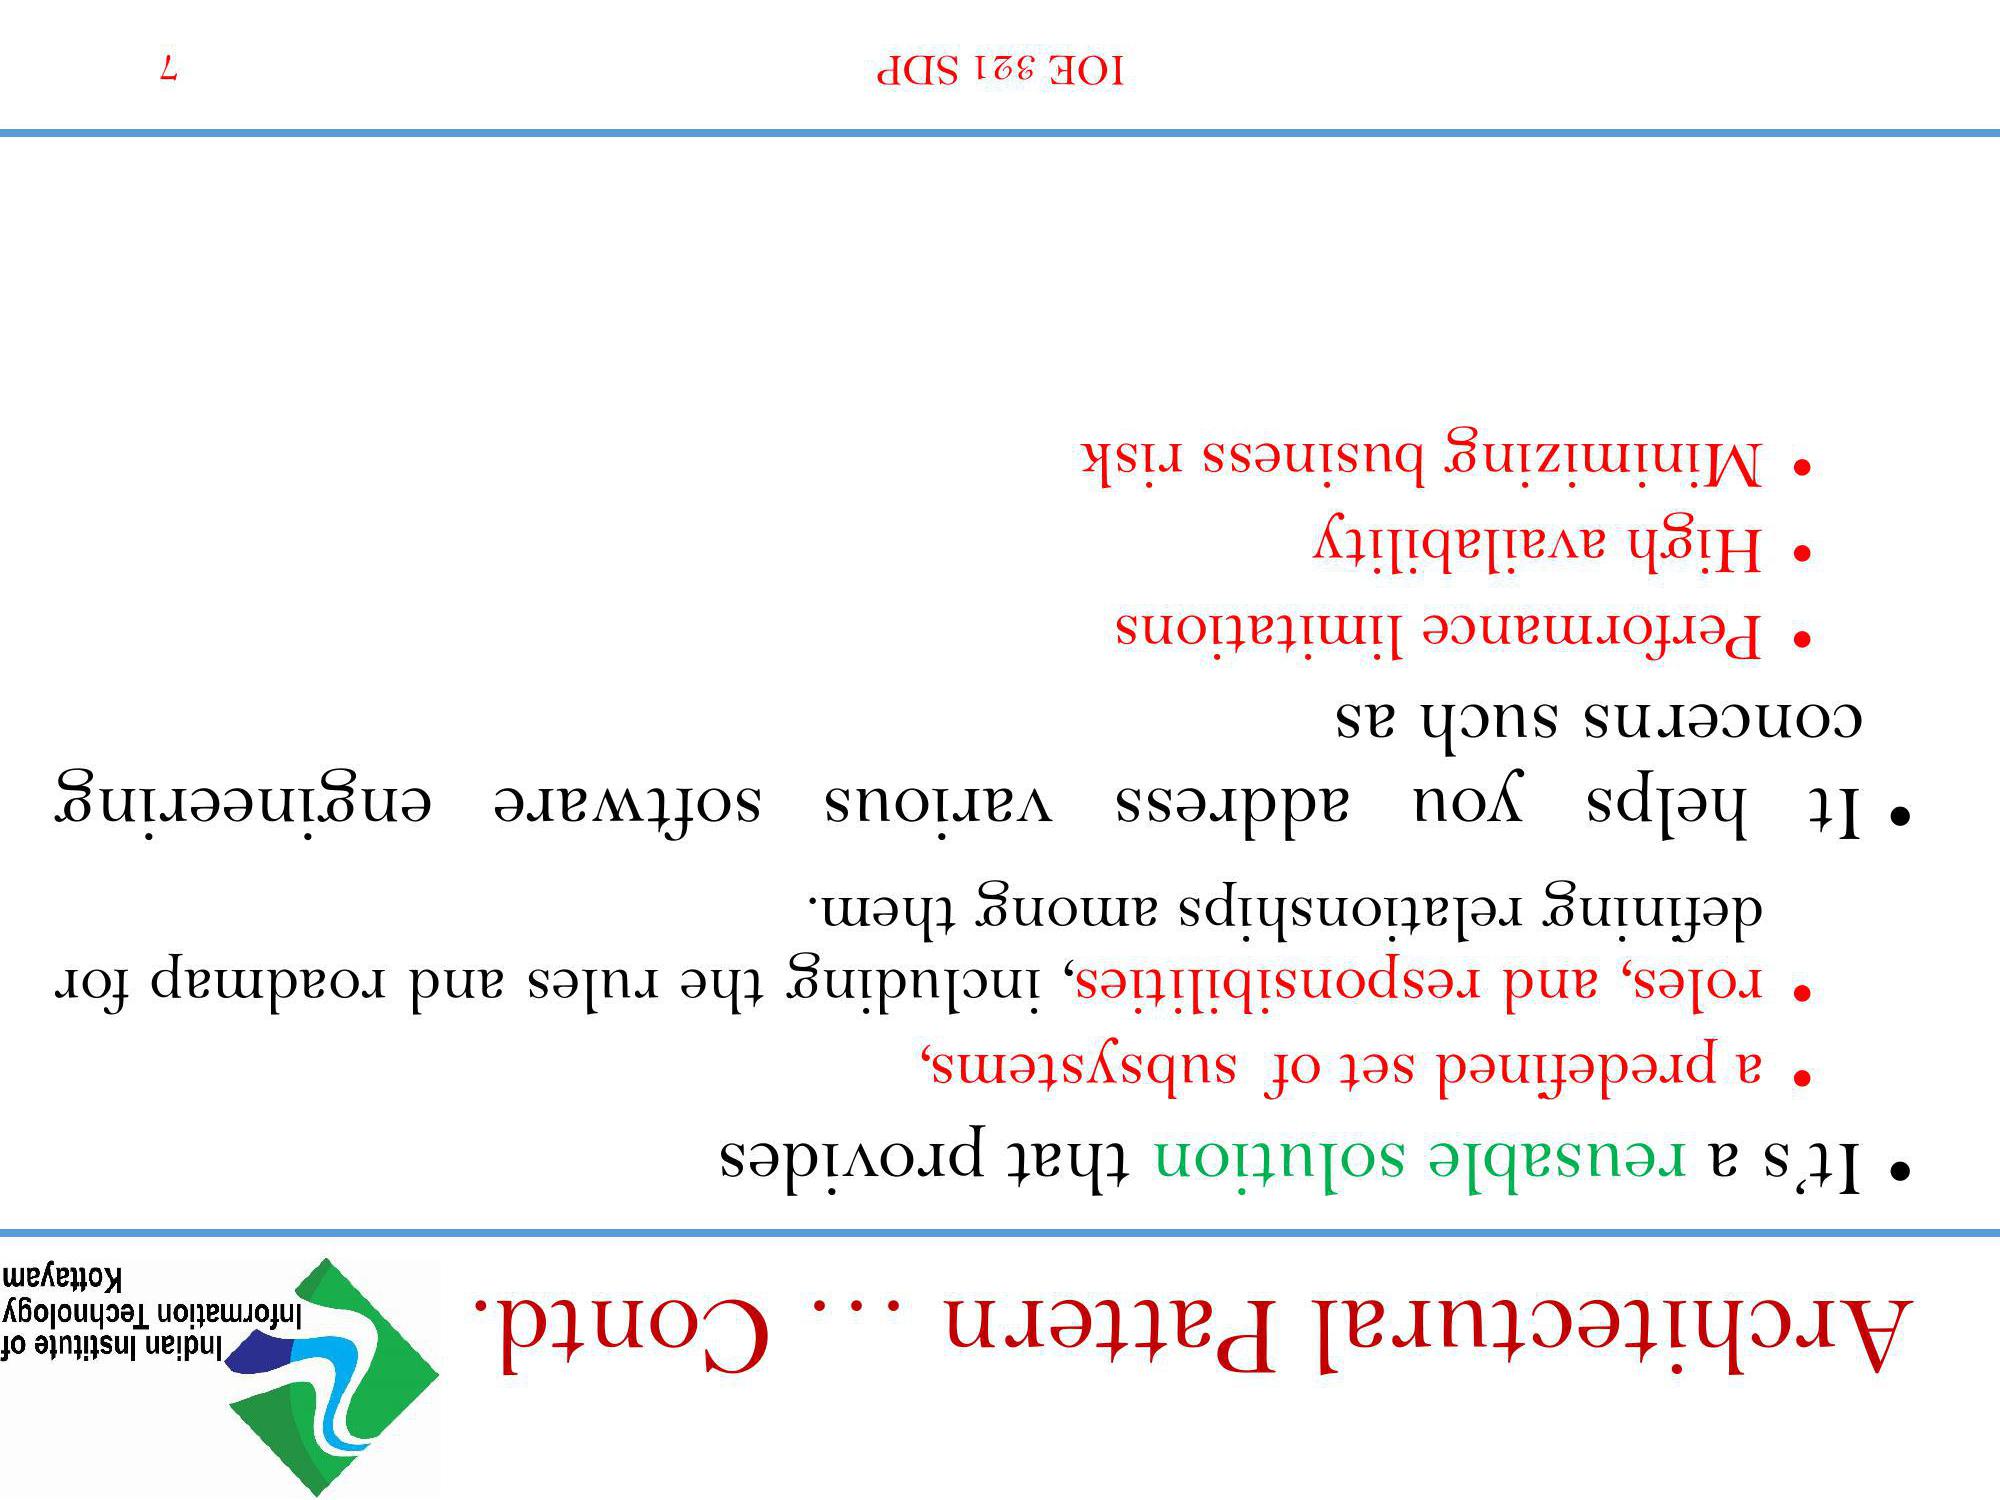 Architectural Pattern … Contd.
Indian Institute of
Information Technology
Kottayam
• It's a reusable solution that provides
• a predefined set of subsystems,
• roles, and responsibilities, including the rules and roadmap for
defining relationships among them.
• It helps you address various software engineering
concerns such as
• Performance limitations
• High availability
• Minimizing business risk
IOE 321 SDP
7